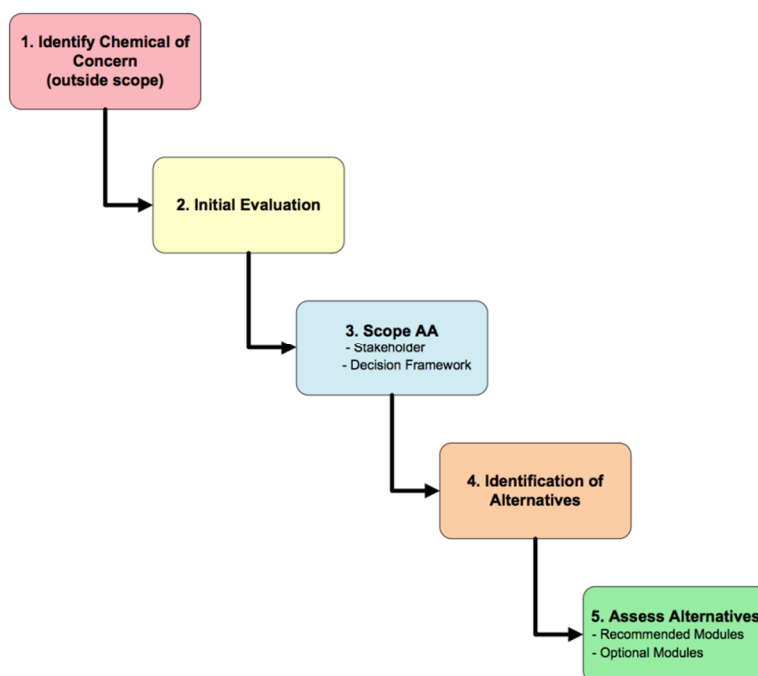 1. Identify Chemical of
Concern
(outside scope)
2. Initial Evaluation
3. Scope AA
- Stakeholder
- Decision Framework
4. Identification of
Alternatives
5. Assess Alternatives
- Recommended Modules
- Optional Modules